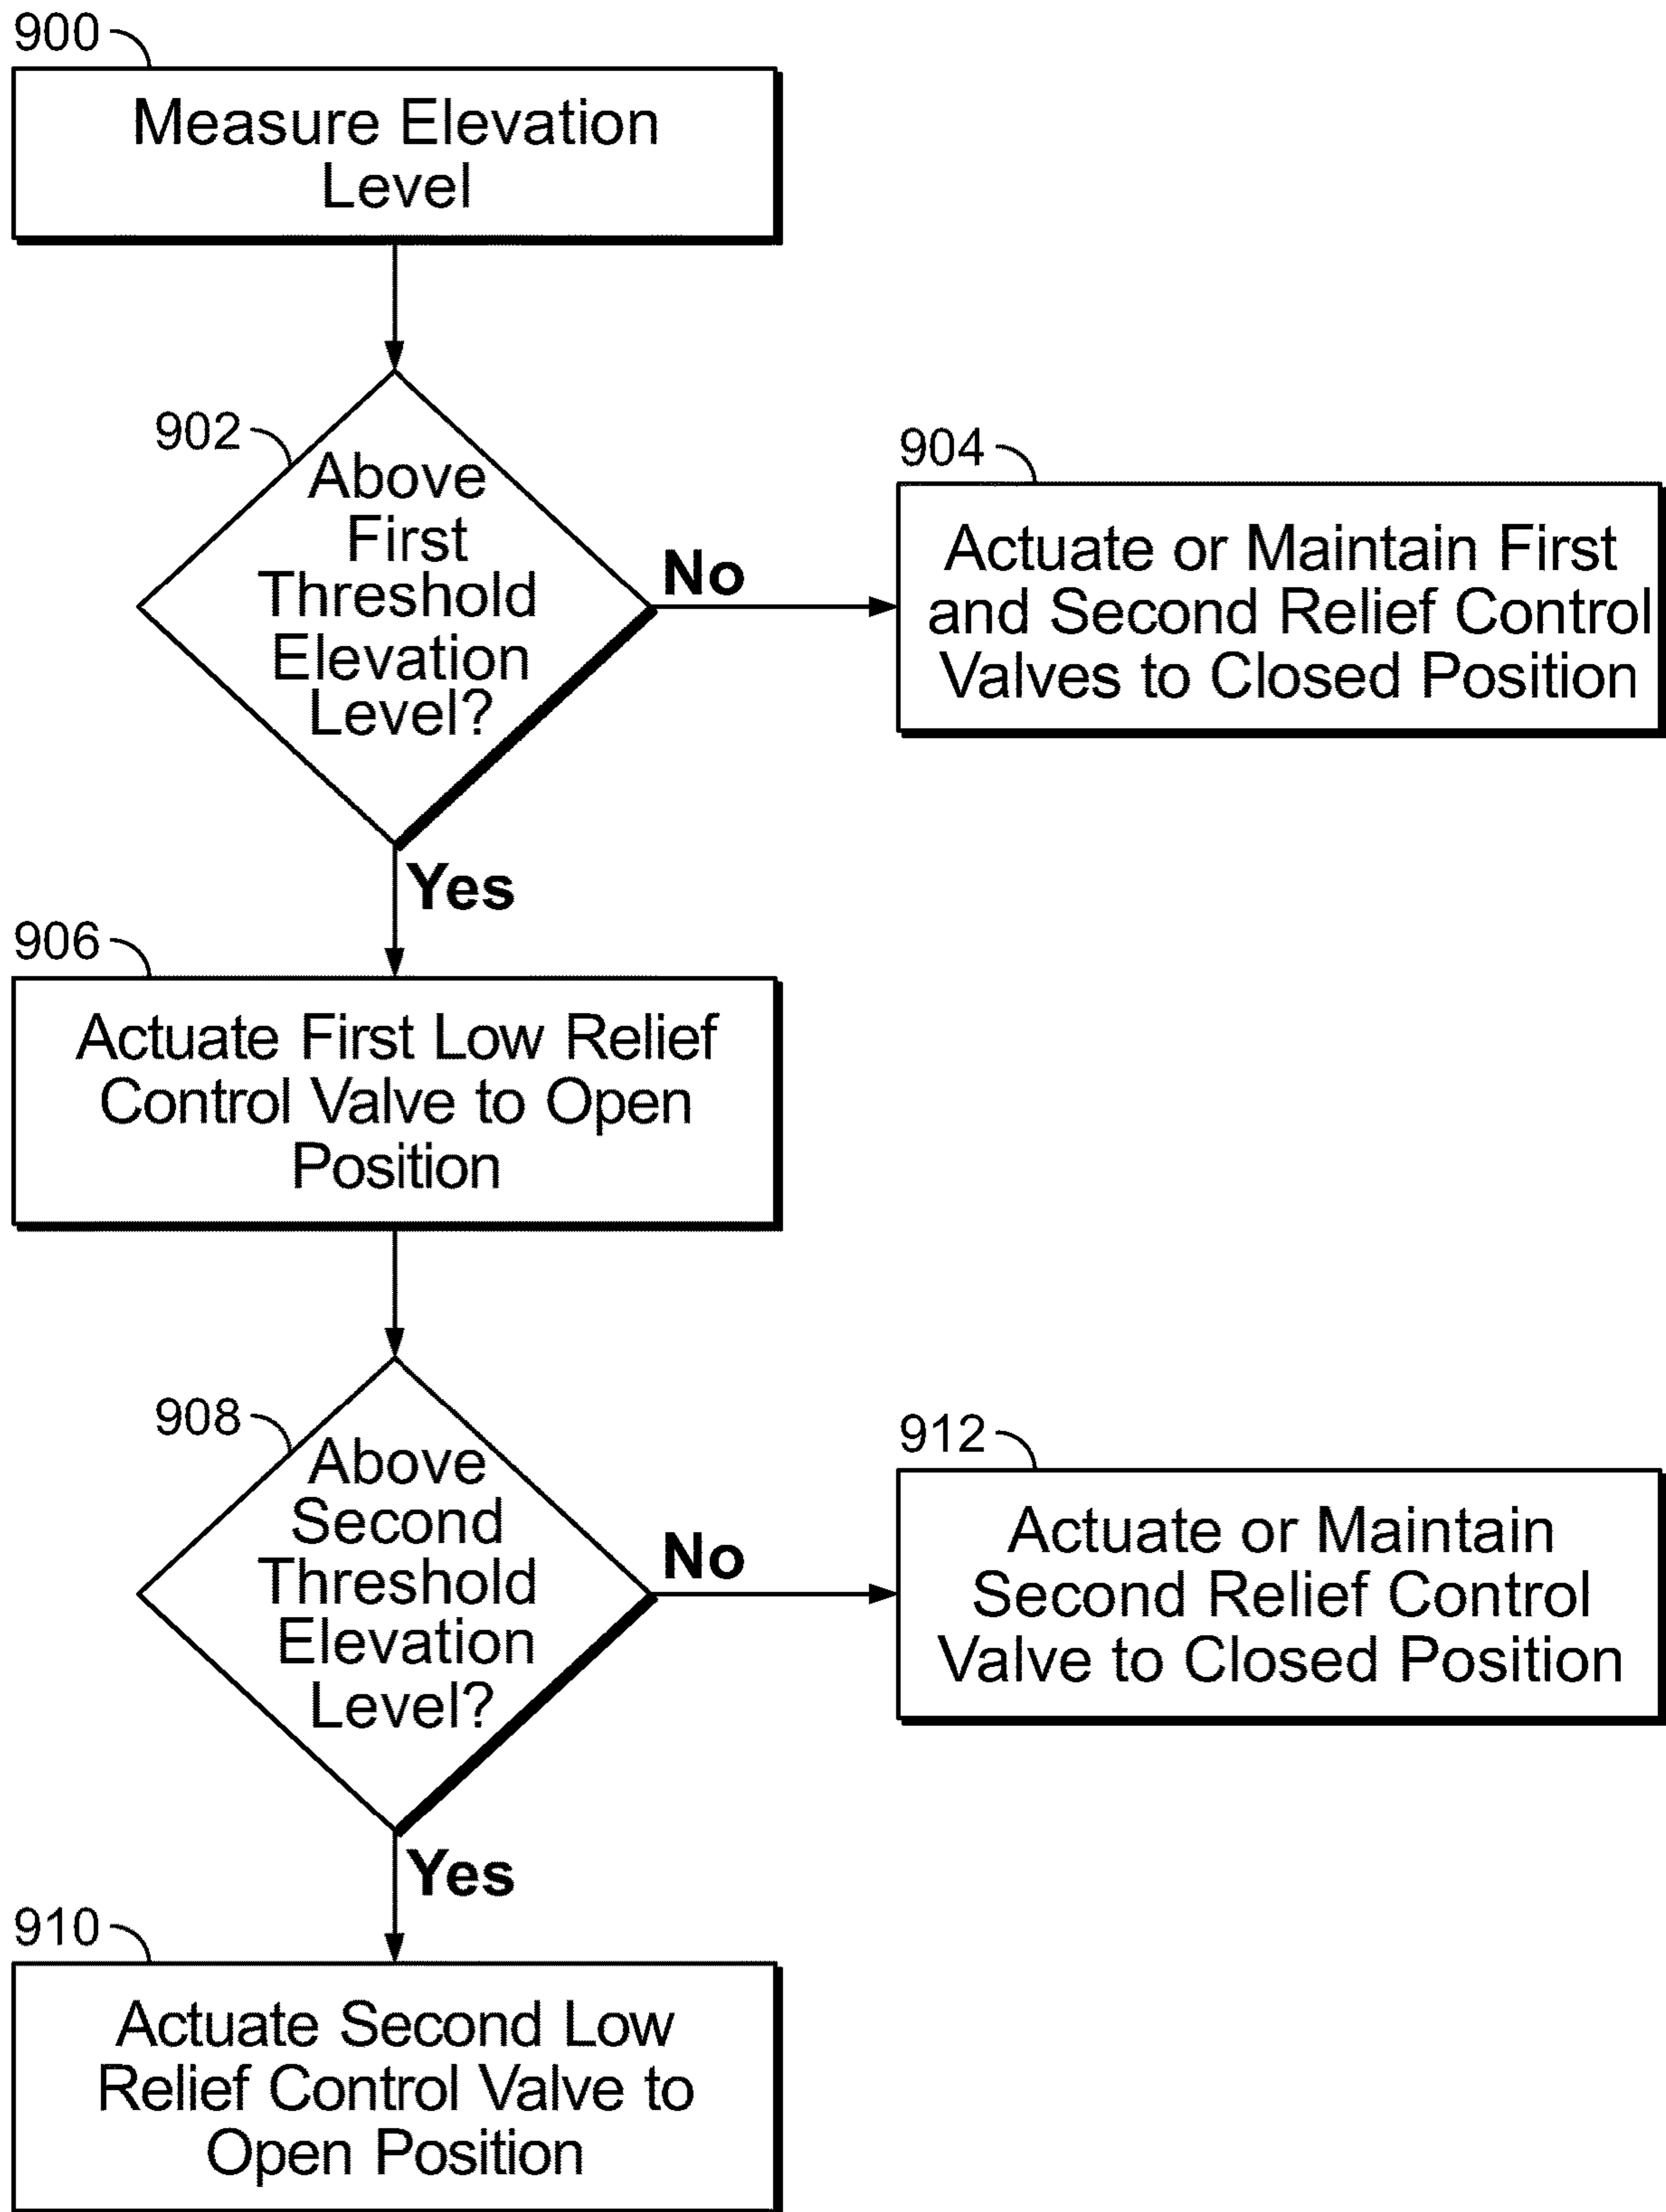 900
Measure Elevation
Level
902
Above
First
Threshold
Elevation
Level?
No
904
Actuate or Maintain First
and Second Relief Control
Valves to Closed Position
Yes
906
Actuate First Low Relief
Control Valve to Open
Position
908
Above
Second
Threshold
Elevation
Level?
No
912
Actuate or Maintain
Second Relief Control
Valve to Closed Position
Yes
910
Actuate Second Low
Relief Control Valve to
Open Position